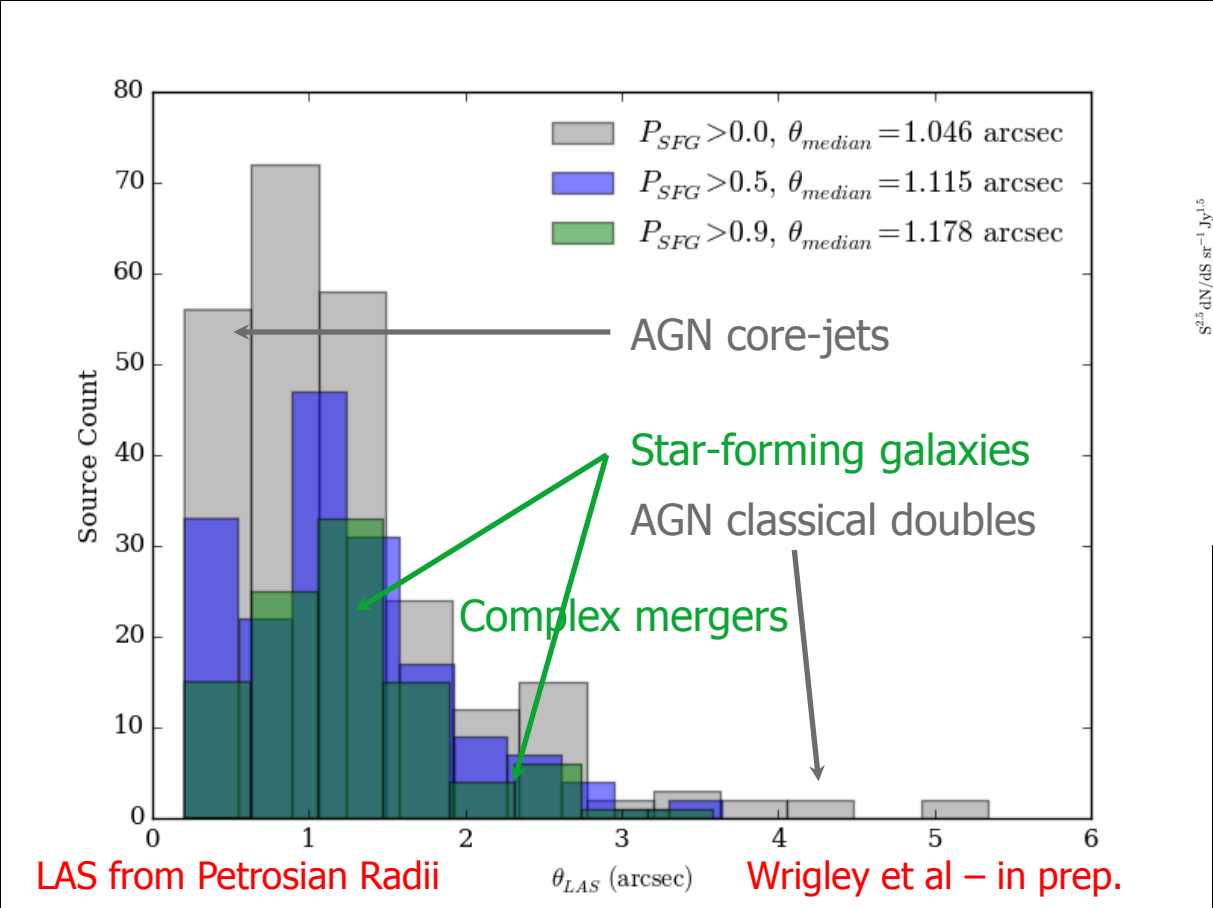 80
70
60
50
40
30
20
10
0
Source Count
P_SFG >0.0, θ_median =1.046 arcsec
P_SFG >0.5, θ_median =1.115 arcsec
P_SFG >0.9, θ_median =1.178 arcsec
AGN core-jets
Star-forming galaxies
AGN classical doubles
Complex mergers
0 1 2 3 4 5 6
θ_LAS (arcsec)
LAS from Petrosian Radii
Wrigley et al – in prep.
S^2.5 dN/dS sr^−1 Jy^1.5